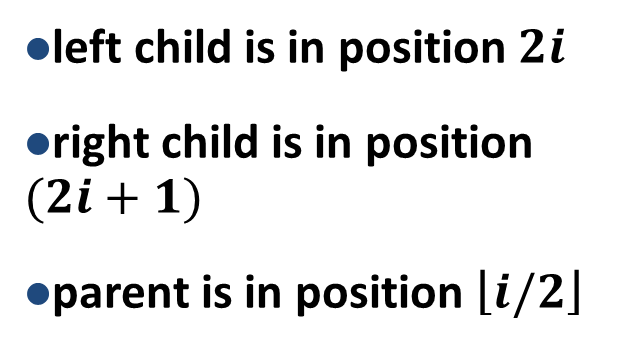 ●left child is in position 2i
●right child is in position
(2i + 1)
●parent is in position ⌊i/2⌋